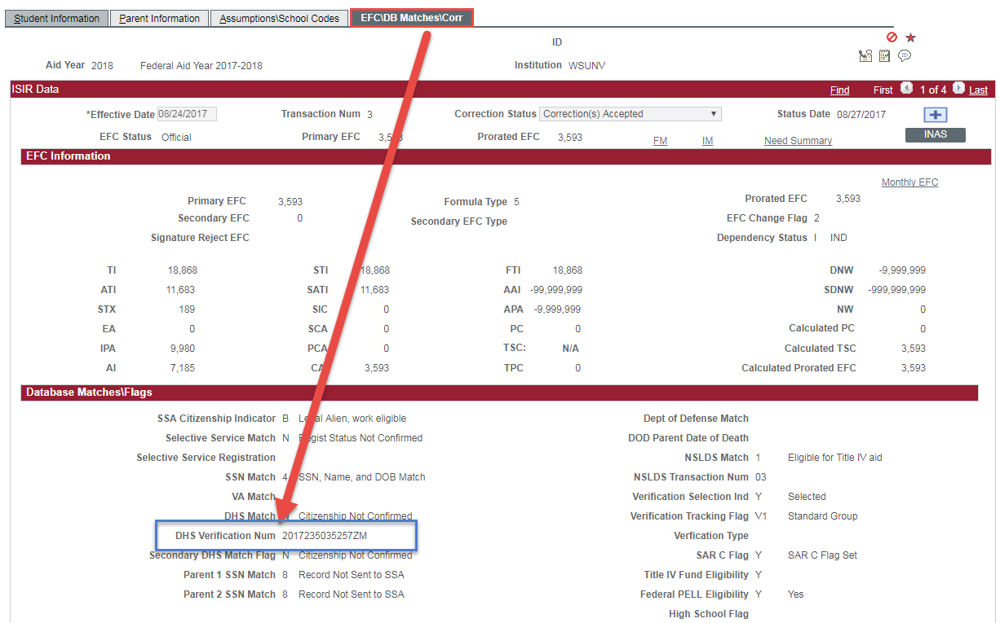 Student Information Parent Information Assumptions\School Codes EFC\DB Matches\Corr
ID
Aid Year 2018 Federal Aid Year 2017-2018 Institution WSUNV
ISIR Data Find First 1 of 4 Last
*Effective Date 08/24/2017 Transaction Num 3 Correction Status Correction(s) Accepted Status Date 08/27/2017
EFC Status Official Primary EFC 3,593 Prorated EFC 3,593 FM IM Need Summary INAS
EFC Information
Monthly EFC
Primary EFC 3,593 Formula Type 5 Prorated EFC 3,593
Secondary EFC 0 Secondary EFC Type EFC Change Flag 2
Signature Reject EFC Dependency Status I IND
TI 18,868 STI 18,868 FTI 18,868 DNW -9,999,999
ATI 11,683 SATI 11,683 AAI -99,999,999 SDNW -999,999,999
STX 189 SIC 0 APA -9,999,999 NW 0
EA 0 SCA 0 PC 0 Calculated PC 0
IPA 9,980 PCA 0 TSC: N/A Calculated TSC 3,593
AI 7,185 CA 3,593 TPC 0 Calculated Prorated EFC 3,593
Database Matches\Flags
SSA Citizenship Indicator B Legal Alien, work eligible Dept of Defense Match
Selective Service Match N Regist Status Not Confirmed DOD Parent Date of Death
Selective Service Registration NSLDS Match 1 Eligible for Title IV aid
SSN Match 4 SSN, Name, and DOB Match NSLDS Transaction Num 03
VA Match Verification Selection Ind Y Selected
DHS Match N Citizenship Not Confirmed Verification Tracking Flag V1 Standard Group
DHS Verification Num 2017235035257ZM Verfication Type
Secondary DHS Match Flag N Citizenship Not Confirmed SAR C Flag Y SAR C Flag Set
Parent 1 SSN Match 8 Record Not Sent to SSA Title IV Fund Eligibility Y
Parent 2 SSN Match 8 Record Not Sent to SSA Federal PELL Eligibility Y Yes
High School Flag